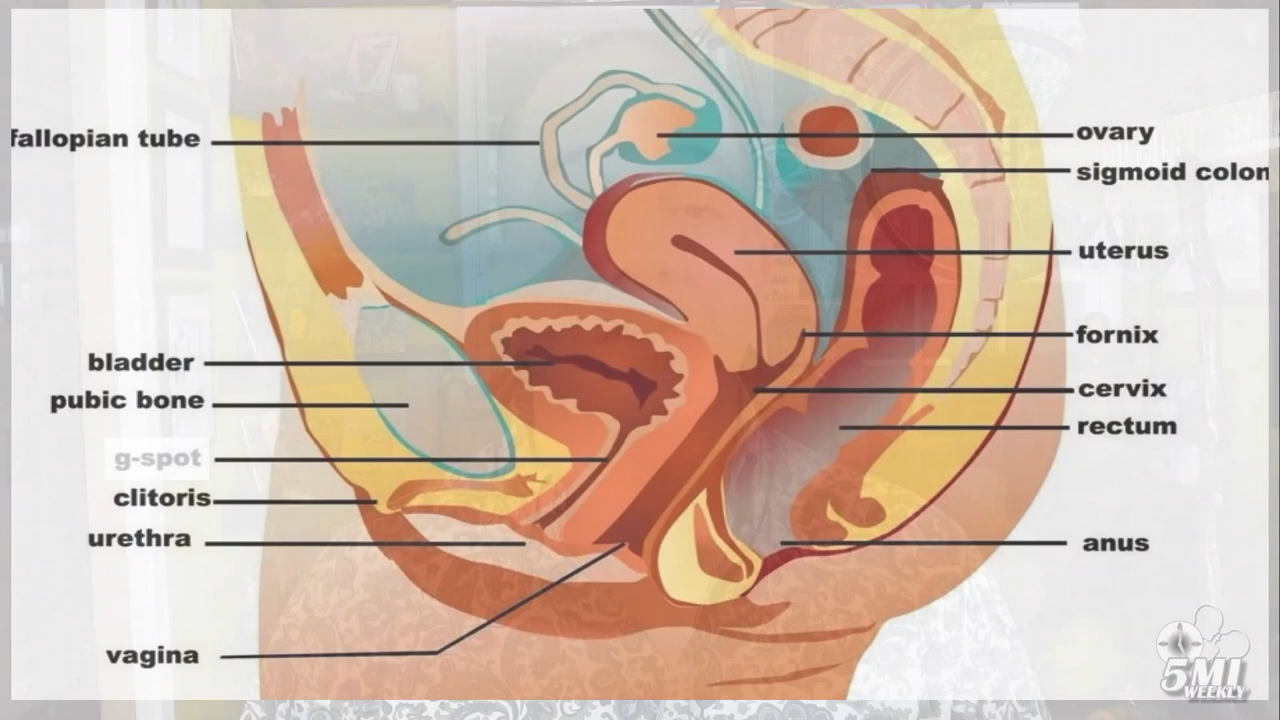 fallopian tube
ovary
sigmoid colon
uterus
fornix
bladder
cervix
pubic bone
rectum
g-spot
clitoris
urethra
anus
vagina
5MI
WEEKLY